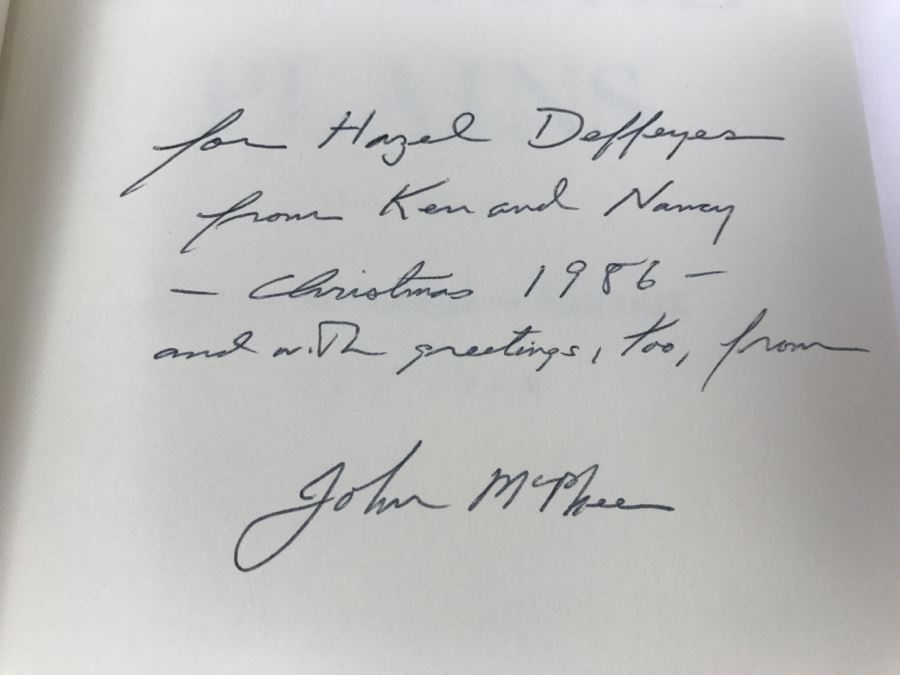 for Hazel Deffeyes
from Ken and Nancy
— Christmas 1986 —
and with greetings, too, from
John McPhee